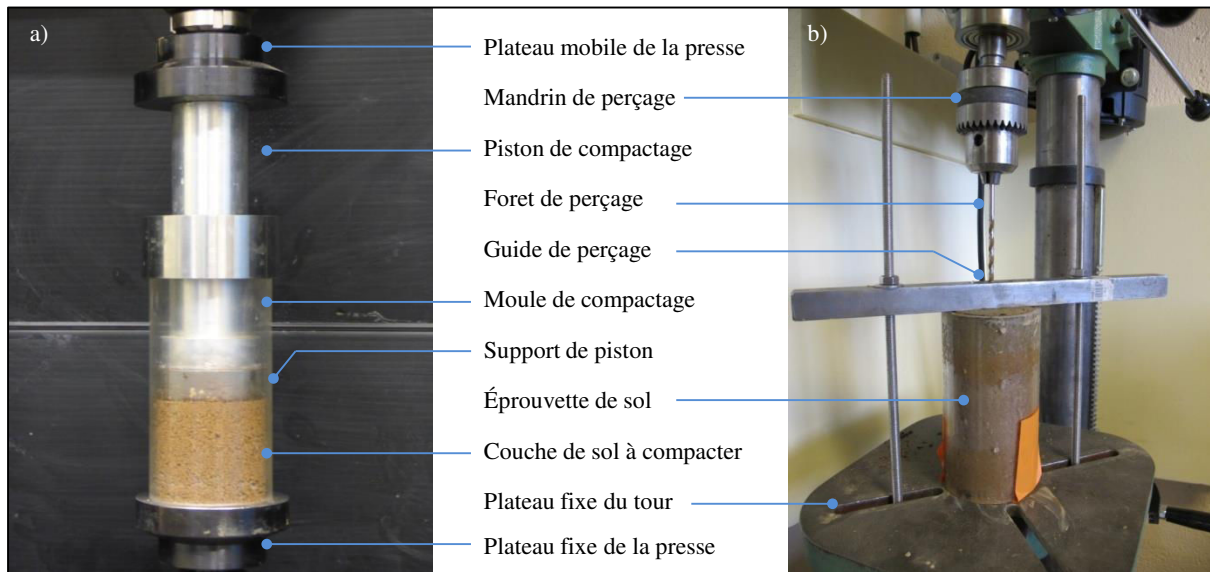 a)
Plateau mobile de la presse
Mandrin de perçage
Piston de compactage
Foret de perçage
Guide de perçage
Moule de compactage
Support de piston
Éprouvette de sol
Couche de sol à compacter
Plateau fixe du tour
Plateau fixe de la presse
b)